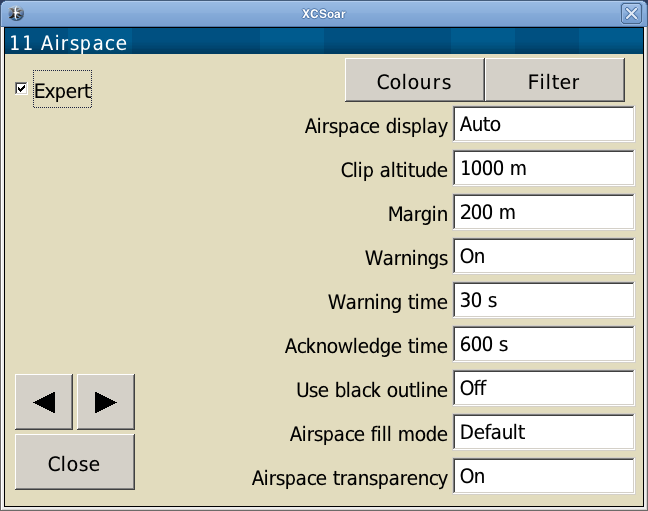 XCSoar
11 Airspace
Expert
Colours
Filter
Airspace display Auto
Clip altitude 1000 m
Margin 200 m
Warnings On
Warning time 30 s
Acknowledge time 600 s
Use black outline Off
Airspace fill mode Default
Airspace transparency On
Close